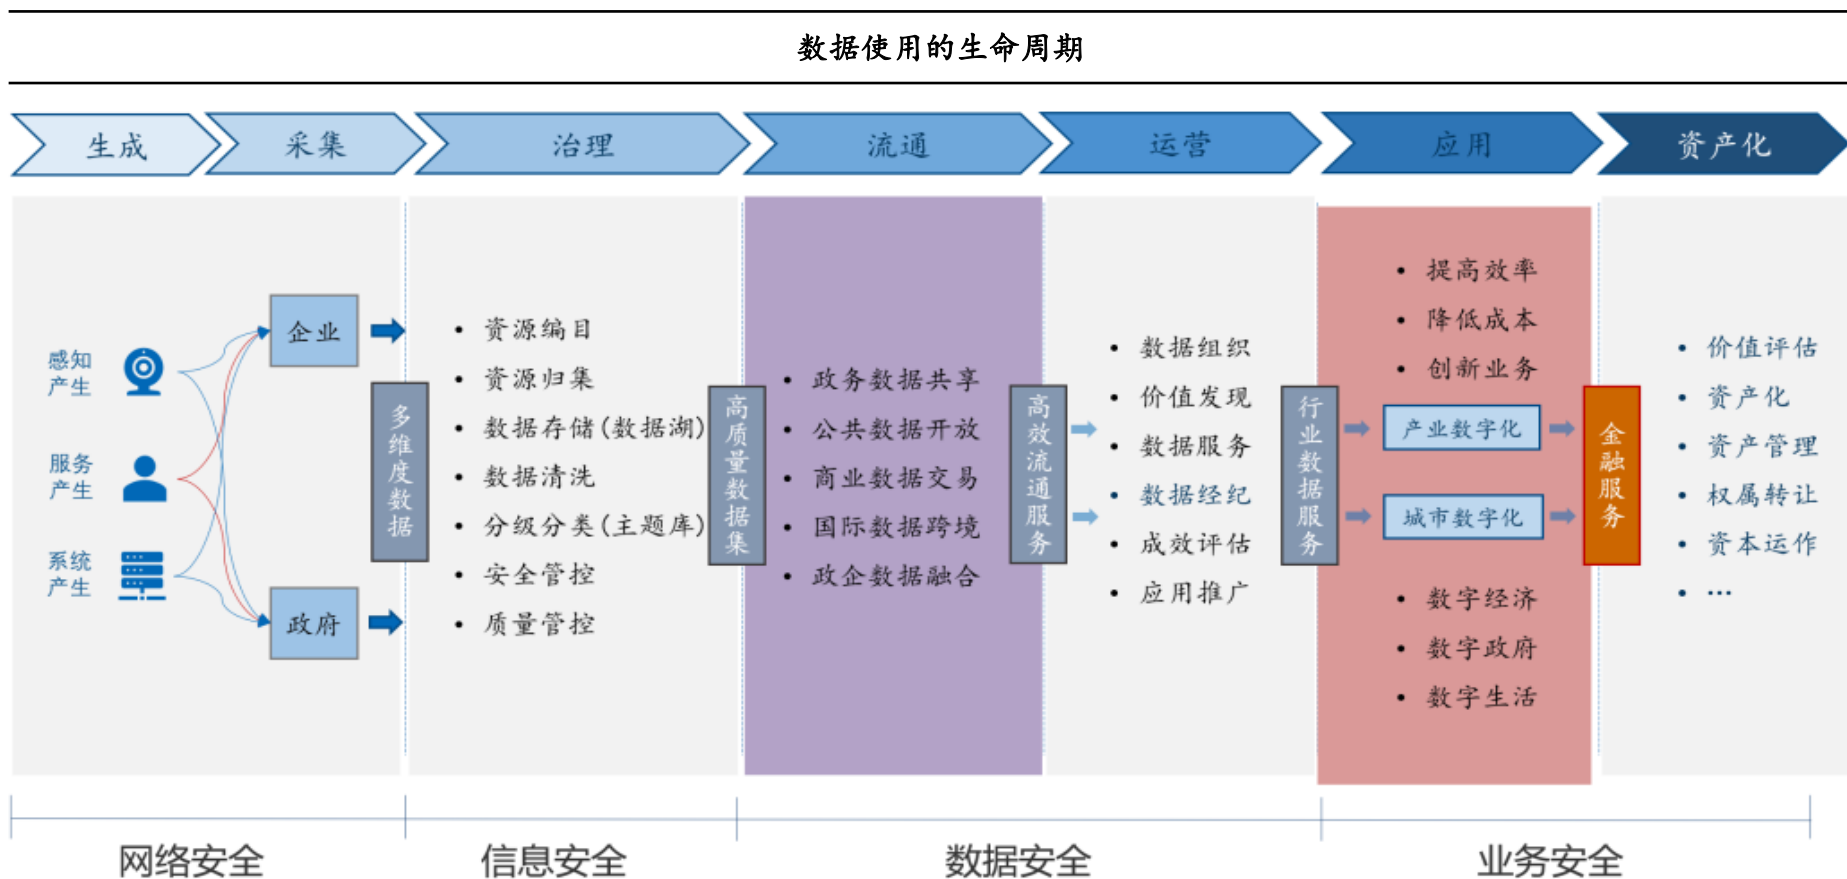 数据使用的生命周期
生成
采集
治理
流通
运营
应用
资产化
感知
产生
服务
产生
系统
产生
企业
政府
多维度数据
• 资源编目
• 资源归集
• 数据存储(数据湖)
• 数据清洗
• 分级分类(主题库)
• 安全管控
• 质量管控
高质量数据集
• 政务数据共享
• 公共数据开放
• 商业数据交易
• 国际数据跨境
• 政企数据融合
高效流通服务
• 数据组织
• 价值发现
• 数据服务
• 数据经纪
• 成效评估
• 应用推广
行业数据服务
• 提高效率
• 降低成本
• 创新业务
产业数字化
城市数字化
• 数字经济
• 数字政府
• 数字生活
金融服务
• 价值评估
• 资产化
• 资产管理
• 权属转让
• 资本运作
• …
网络安全
信息安全
数据安全
业务安全